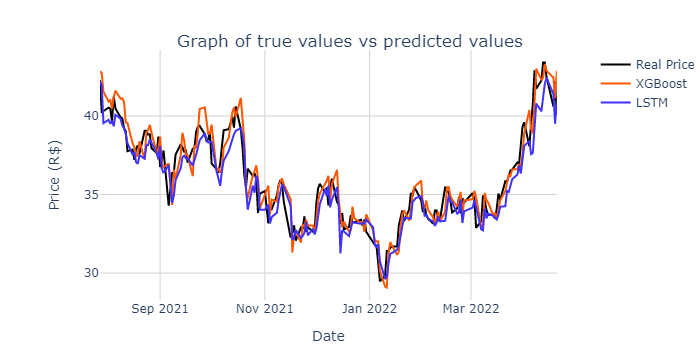 Graph of true values vs predicted values
Real Price
XGBoost
LSTM
40
35
30
Price (R$)
Sep 2021
Nov 2021
Jan 2022
Mar 2022
Date